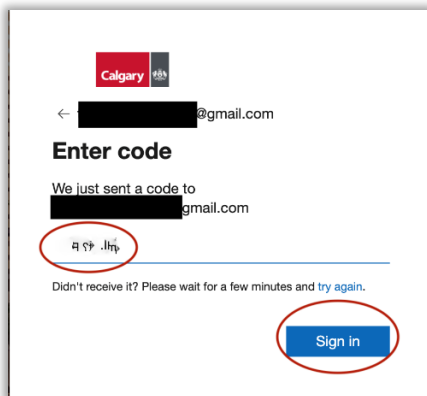 Calgary
@gmail.com
Enter code
We just sent a code to
gmail.com
Didn't receive it? Please wait for a few minutes and try again.
Sign in